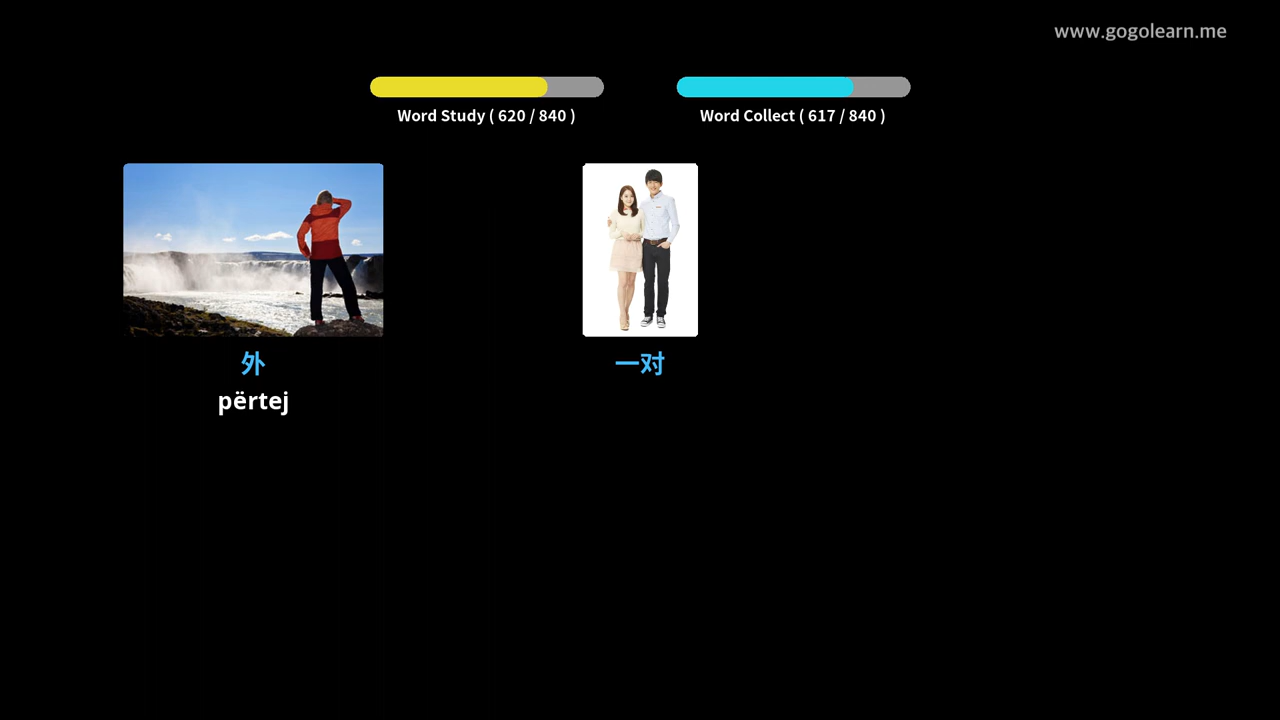 www.gogolearn.me
Word Study ( 620 / 840 )
Word Collect ( 617 / 840 )
外
përtej
一对